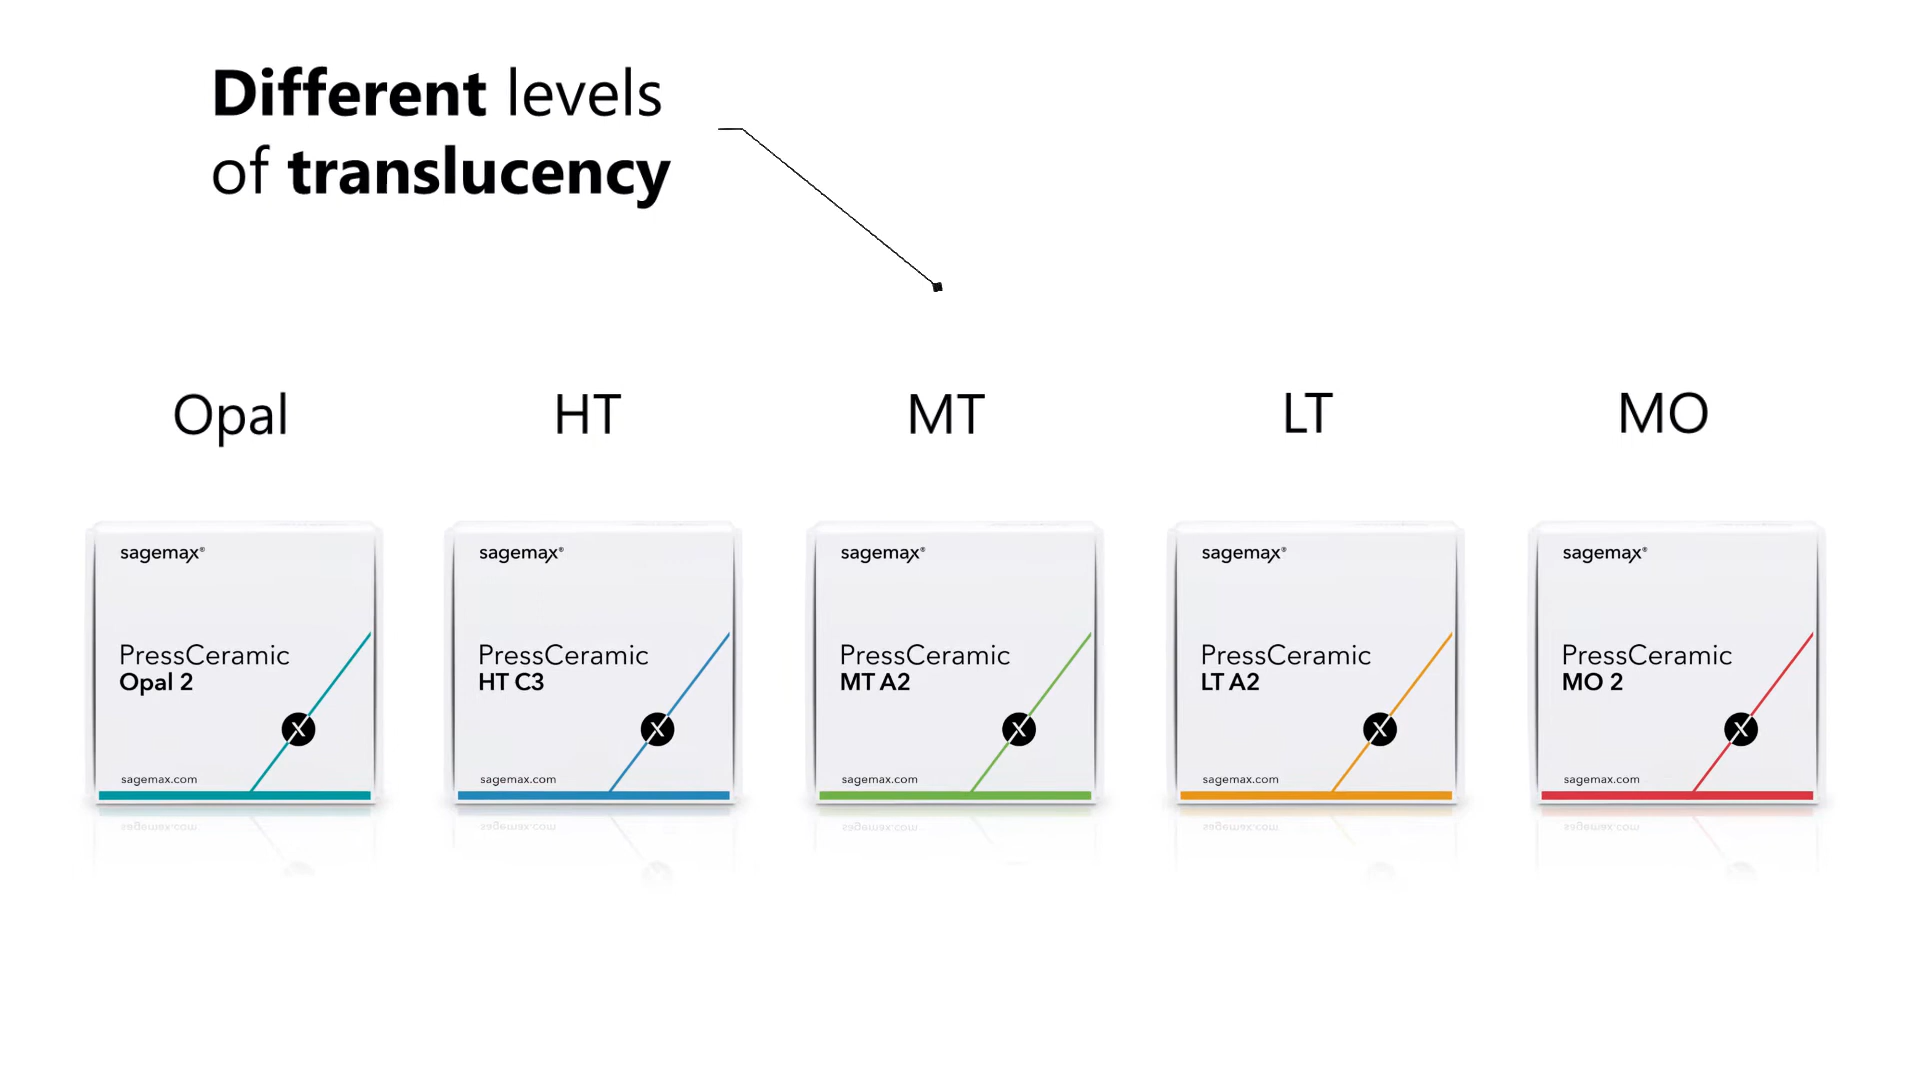 Different levels
of translucency
Opal
HT
MT
LT
MO
sagemax®
PressCeramic
Opal 2
X
sagemax.com
sagemax®
PressCeramic
HT C3
X
sagemax.com
sagemax®
PressCeramic
MT A2
X
sagemax.com
sagemax®
PressCeramic
LT A2
X
sagemax.com
sagemax®
PressCeramic
MO 2
X
sagemax.com